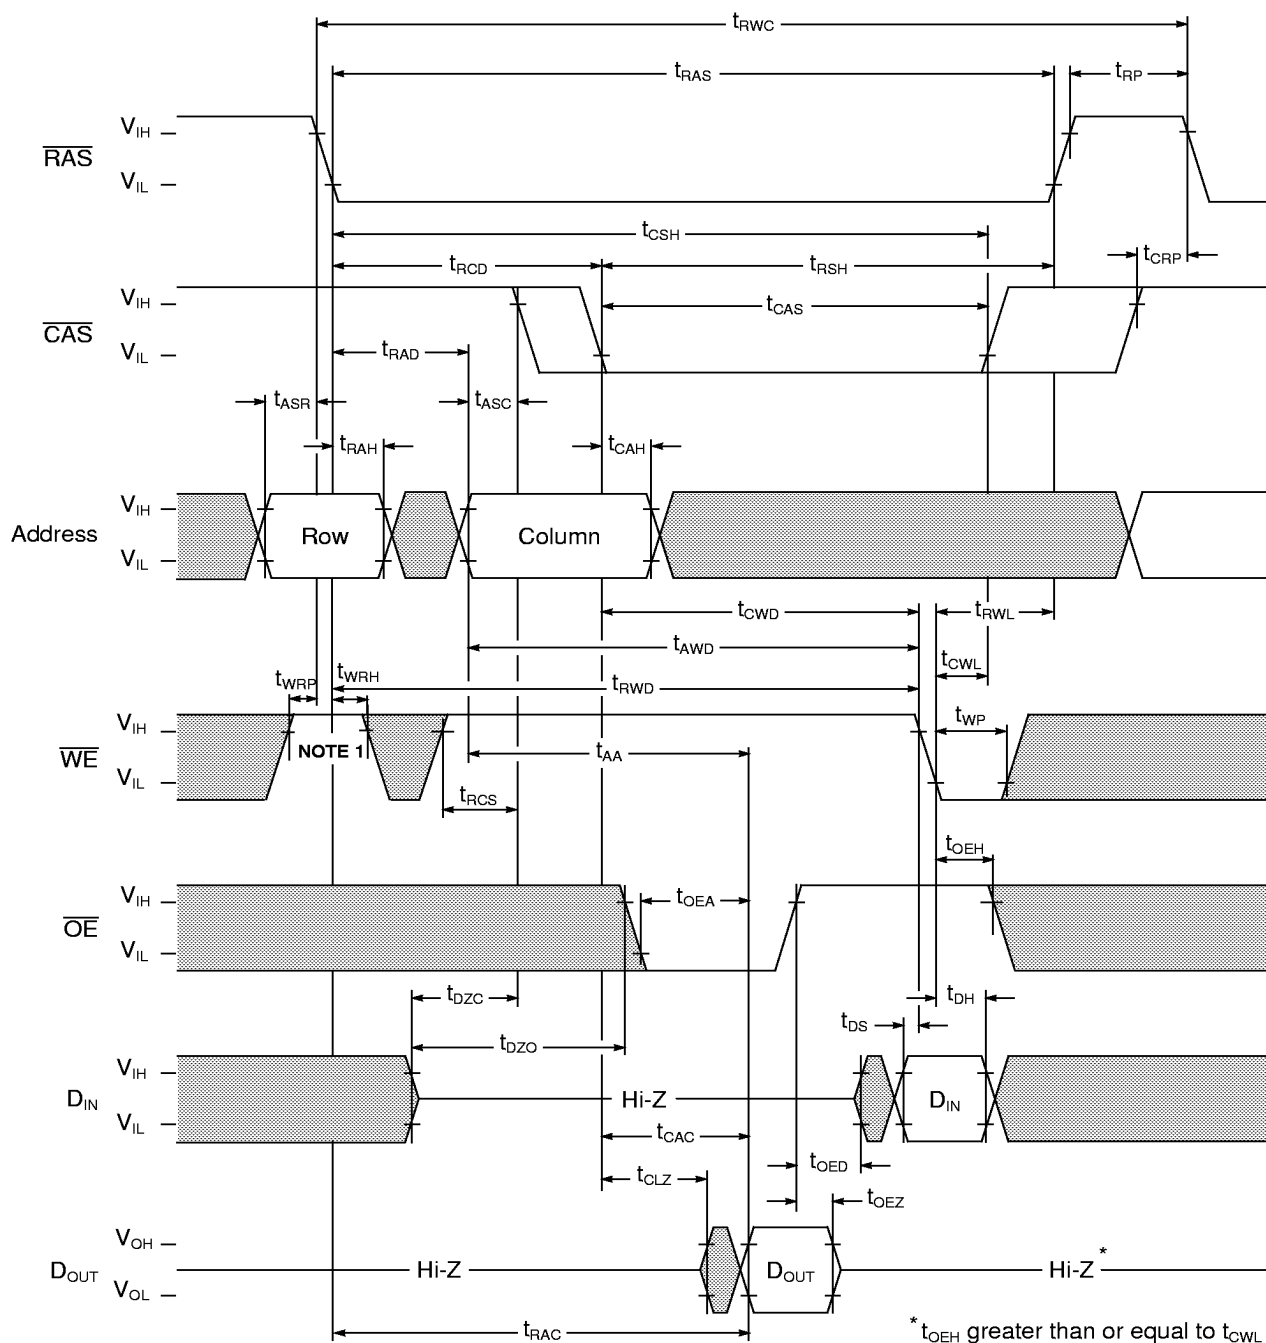 tRWC
tRAS
tRP
VIH
RAS
VIL
tCSH
tRCD
tRSH
tCRP
VIH
tCAS
CAS
VIL
tRAD
tASR
tASC
tRAH
tCAH
VIH
Address
Row
Column
VIL
tCWD
tRWL
tAWD
tCWL
tWRP
tWRH
tRWD
VIH
tWP
NOTE 1
WE
tAA
VIL
tRCS
tOEH
VIH
tOEA
OE
VIL
tDZC
tDH
tDS
tDZO
VIH
DIN
Hi-Z
DIN
VIL
tCAC
tOED
tCLZ
tOEZ
VOH
DOUT
Hi-Z
DOUT
Hi-Z*
VOL
tRAC
*tOEH greater than or equal to tCWL